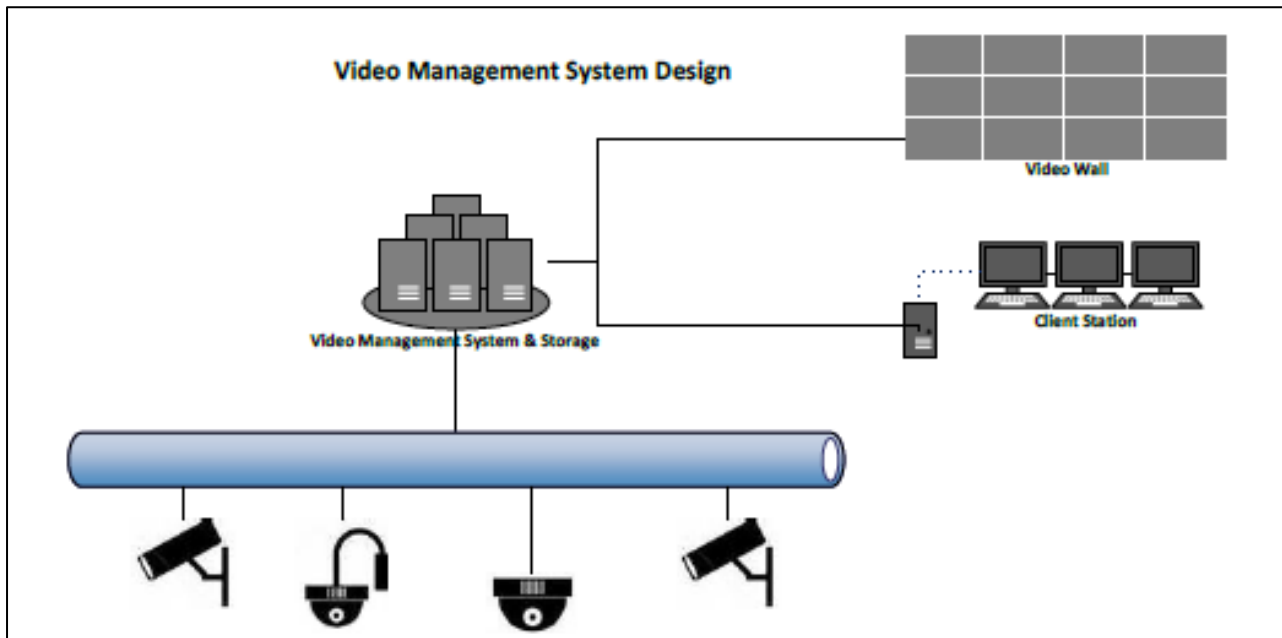 Video Management System Design
Video Wall
Client Station
Video Management System & Storage